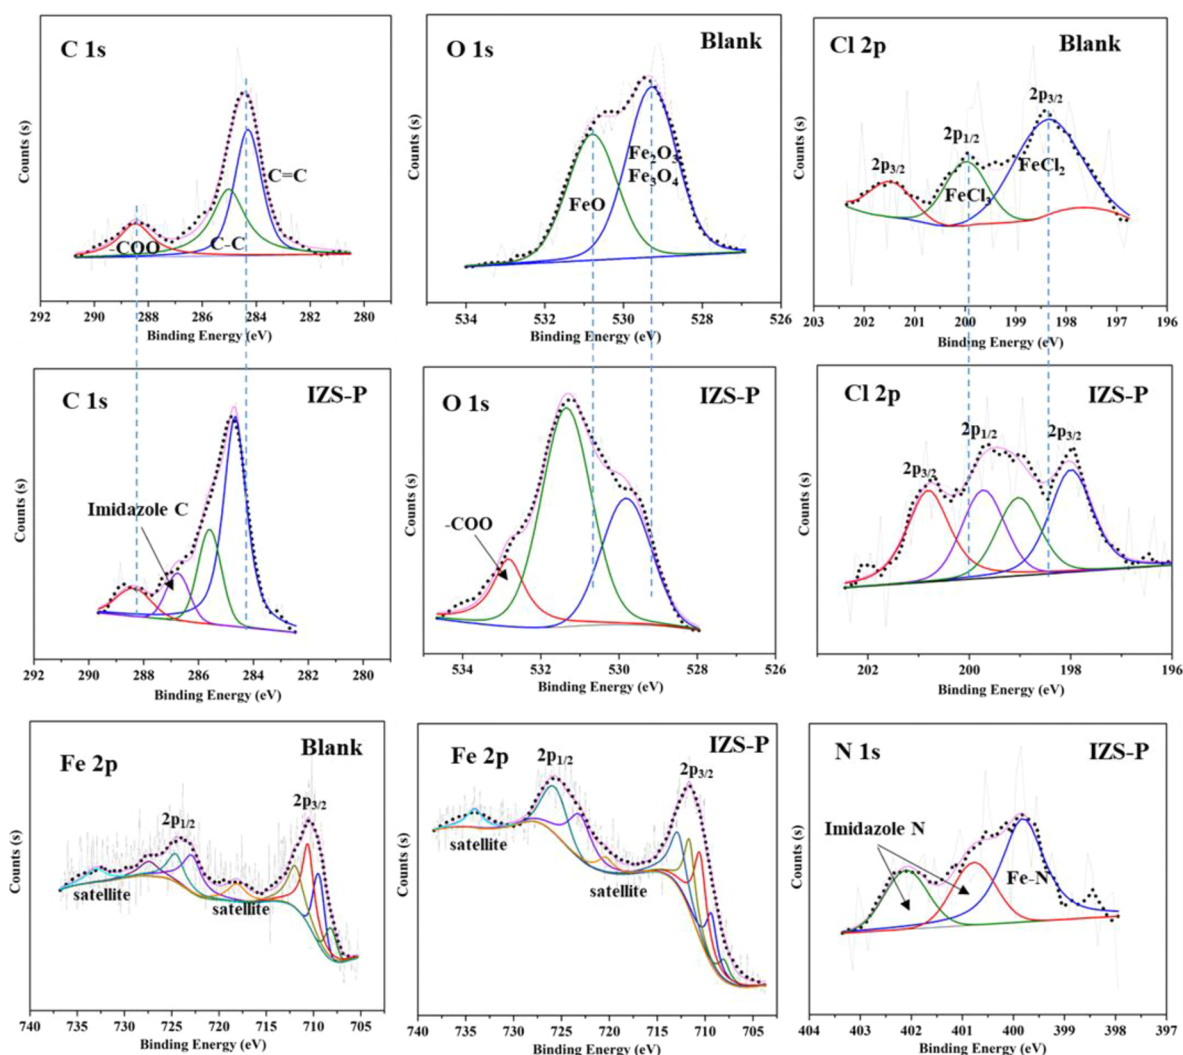 C 1s
C=C
-COO
C-C
Counts (s)
292 290 288 286 284 282 280
Binding Energy (eV)
O 1s
Blank
Fe₂O₃
Fe₃O₄
FeO
Counts (s)
534 532 530 528 526
Binding Energy (eV)
Cl 2p
Blank
2p3/2
2p1/2
2p3/2
FeCl₂
FeCl₃
Counts (s)
203 202 201 200 199 198 197 196
Binding Energy (eV)
C 1s
IZS-P
Imidazole C
Counts (s)
292 290 288 286 284 282 280
Binding Energy (eV)
O 1s
IZS-P
-COO
Counts (s)
534 532 530 528 526
Binding Energy (eV)
Cl 2p
IZS-P
2p1/2
2p3/2
2p3/2
Counts (s)
202 200 198 196
Binding Energy (eV)
Fe 2p
Blank
2p3/2
2p1/2
satellite
satellite
Counts (s)
740 735 730 725 720 715 710 705
Binding Energy (eV)
Fe 2p
IZS-P
2p1/2
2p3/2
satellite
satellite
Counts (s)
740 735 730 725 720 715 710 705
Binding Energy (eV)
N 1s
IZS-P
Imidazole N
Fe-N
Counts (s)
404 403 402 401 400 399 398 397
Binding Energy (eV)